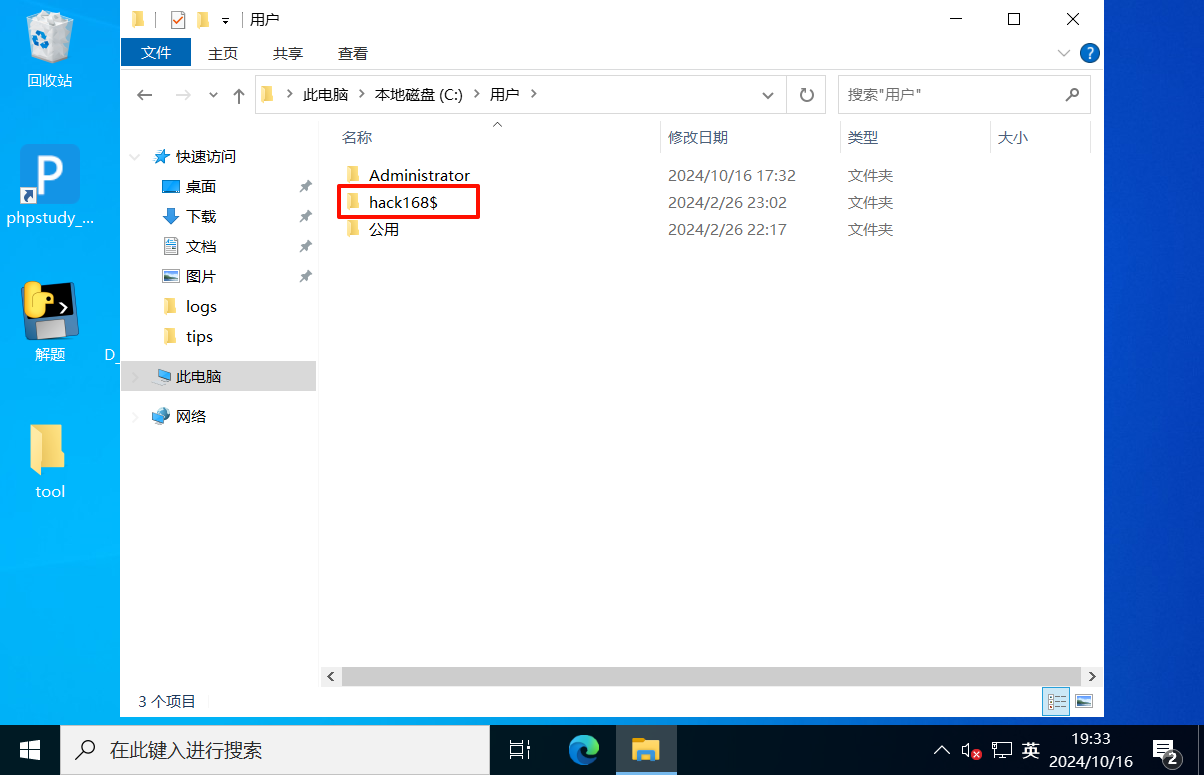 用户
文件 主页 共享 查看
此电脑 本地磁盘 (C:) 用户
搜索"用户"
名称 修改日期 类型 大小
Administrator 2024/10/16 17:32 文件夹
hack168$ 2024/2/26 23:02 文件夹
公用 2024/2/26 22:17 文件夹
快速访问
桌面
下载
文档
图片
logs
tips
此电脑
网络
3 个项目
回收站
phpstudy_...
解题
D_
tool
在此键入进行搜索
英
19:33
2024/10/16
2